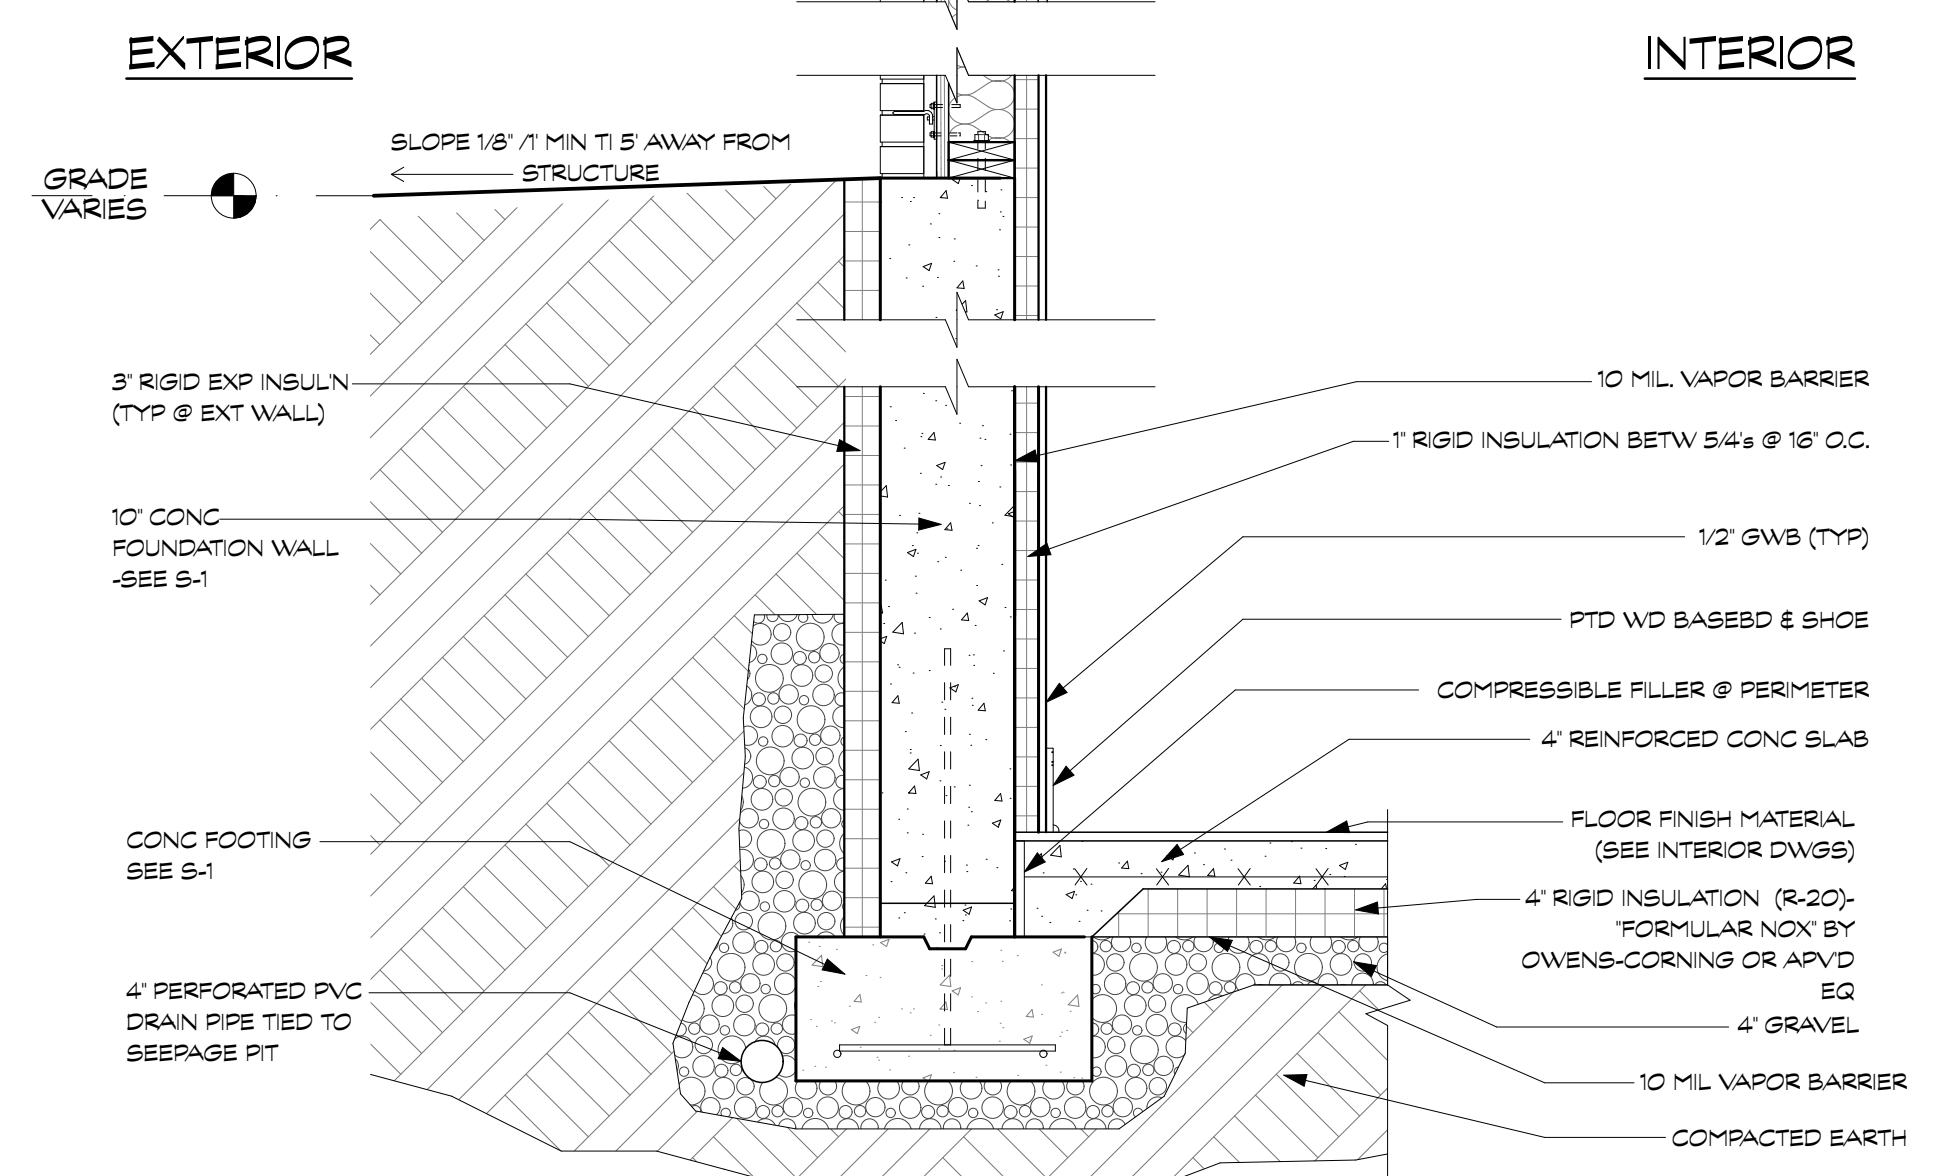 EXTERIOR
INTERIOR
SLOPE 1/8" /1' MIN TI 5' AWAY FROM
STRUCTURE
GRADE
VARIES
3" RIGID EXP INSUL'N
(TYP @ EXT WALL)
10" CONC
FOUNDATION WALL
-SEE S-1
CONC FOOTING
SEE S-1
4" PERFORATED PVC
DRAIN PIPE TIED TO
SEEPAGE PIT
10 MIL. VAPOR BARRIER
1" RIGID INSULATION BETW 5/4's @ 16" O.C.
1/2" GWB (TYP)
PTD WD BASEBD & SHOE
COMPRESSIBLE FILLER @ PERIMETER
4" REINFORCED CONC SLAB
FLOOR FINISH MATERIAL
(SEE INTERIOR DWGS)
4" RIGID INSULATION (R-20)-
"FORMULAR NOX" BY
OWENS-CORNING OR APV'D
EQ
4" GRAVEL
10 MIL VAPOR BARRIER
COMPACTED EARTH